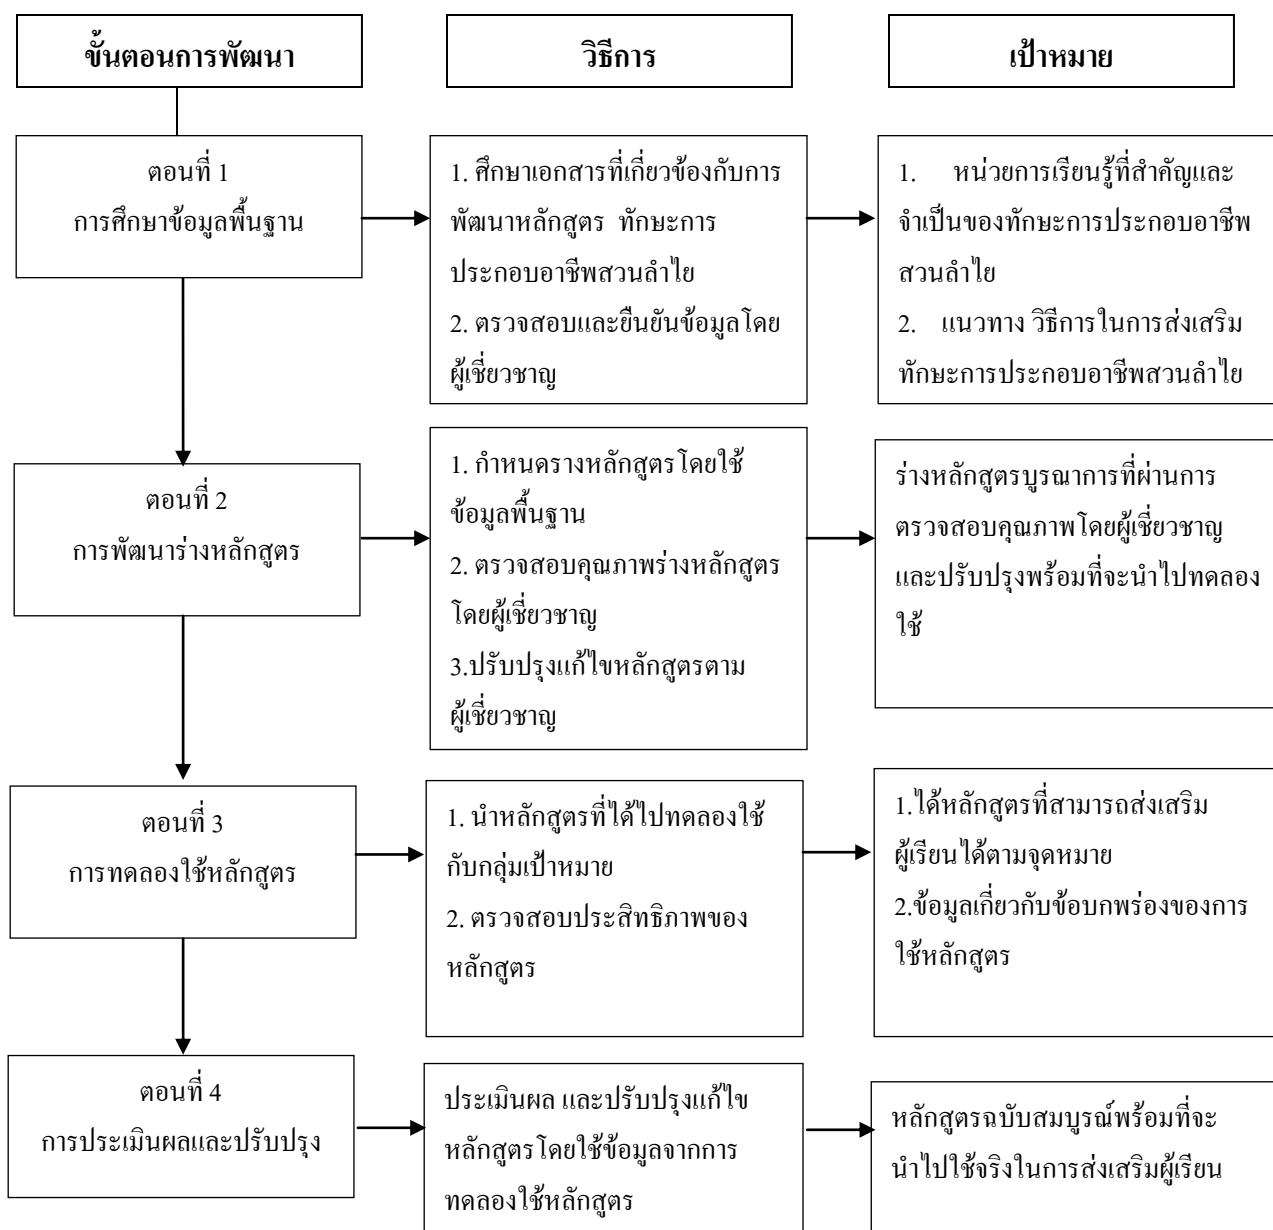 ขั้นตอนการพัฒนา
วิธีการ
เป้าหมาย
ตอนที่ 1
การศึกษาข้อมูลพื้นฐาน
1. ศึกษาเอกสารที่เกี่ยวข้องกับการ
พัฒนาหลักสูตร ทักษะการ
ประกอบอาชีพสวนลำไย
2. ตรวจสอบและยืนยันข้อมูลโดย
ผู้เชี่ยวชาญ
1. หน่วยการเรียนรู้ที่สำคัญและ
จำเป็นของทักษะการประกอบอาชีพ
สวนลำไย
2. แนวทาง วิธีการในการส่งเสริม
ทักษะการประกอบอาชีพสวนลำไย
ตอนที่ 2
การพัฒนาร่างหลักสูตร
1. กำหนดรางหลักสูตรโดยใช้
ข้อมูลพื้นฐาน
2. ตรวจสอบคุณภาพร่างหลักสูตร
โดยผู้เชี่ยวชาญ
3.ปรับปรุงแก้ไขหลักสูตรตาม
ผู้เชี่ยวชาญ
ร่างหลักสูตรบูรณาการที่ผ่านการ
ตรวจสอบคุณภาพโดยผู้เชี่ยวชาญ
และปรับปรุงพร้อมที่จะนำไปทดลอง
ใช้
ตอนที่ 3
การทดลองใช้หลักสูตร
1. นำหลักสูตรที่ได้ไปทดลองใช้
กับกลุ่มเป้าหมาย
2. ตรวจสอบประสิทธิภาพของ
หลักสูตร
1.ได้หลักสูตรที่สามารถส่งเสริม
ผู้เรียนได้ตามจุดหมาย
2.ข้อมูลเกี่ยวกับข้อบกพร่องของการ
ใช้หลักสูตร
ตอนที่ 4
การประเมินผลและปรับปรุง
ประเมินผล และปรับปรุงแก้ไข
หลักสูตรโดยใช้ข้อมูลจากการ
ทดลองใช้หลักสูตร
หลักสูตรฉบับสมบูรณ์พร้อมที่จะ
นำไปใช้จริงในการส่งเสริมผู้เรียน